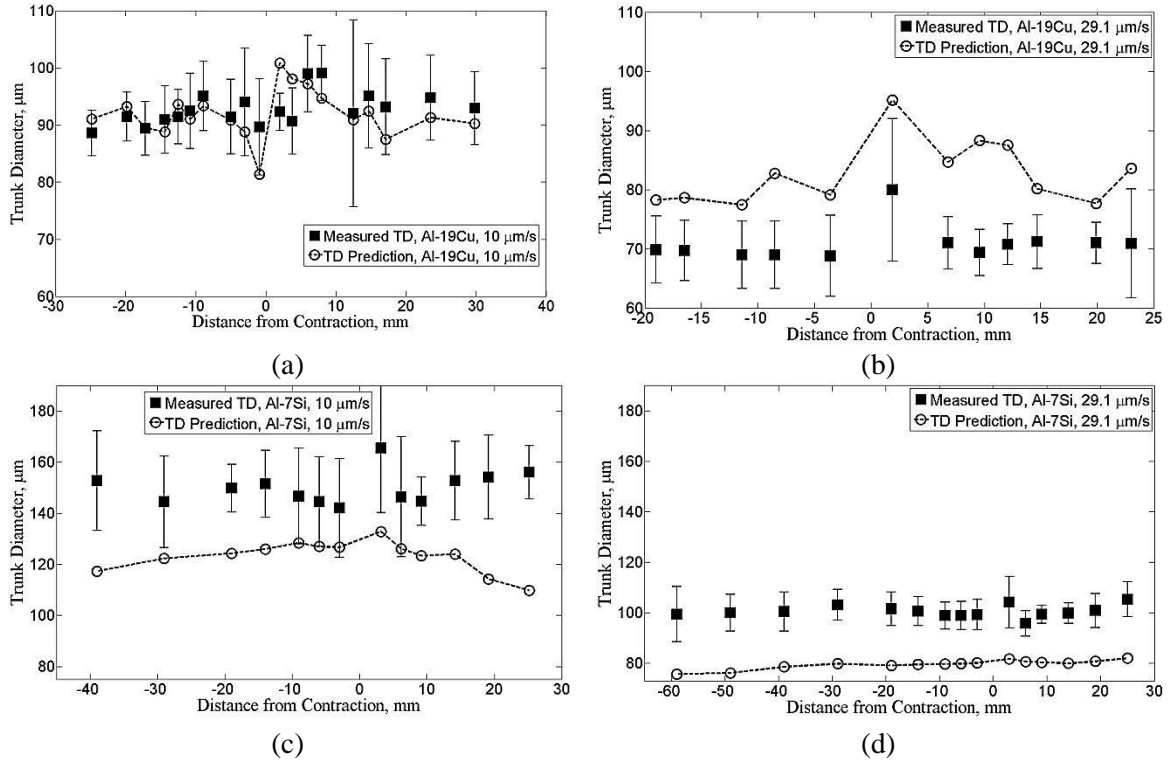 110
100
90
80
70
60
Trunk Diameter, µm
Measured TD, Al-19Cu, 10 µm/s
TD Prediction, Al-19Cu, 10 µm/s
-30 -20 -10 0 10 20 30 40
Distance from Contraction, mm
(a)
110
100
90
80
70
60
Trunk Diameter, µm
Measured TD, Al-19Cu, 29.1 µm/s
TD Prediction, Al-19Cu, 29.1 µm/s
-20 -15 -10 -5 0 5 10 15 20 25
Distance from Contraction, mm
(b)
180
160
140
120
100
80
Trunk Diameter, µm
Measured TD, Al-7Si, 10 µm/s
TD Prediction, Al-7Si, 10 µm/s
-40 -30 -20 -10 0 10 20 30
Distance from Contraction, mm
(c)
180
160
140
120
100
80
Trunk Diameter, µm
Measured TD, Al-7Si, 29.1 µm/s
TD Prediction, Al-7Si, 29.1 µm/s
-60 -50 -40 -30 -20 -10 0 10 20 30
Distance from Contraction, mm
(d)